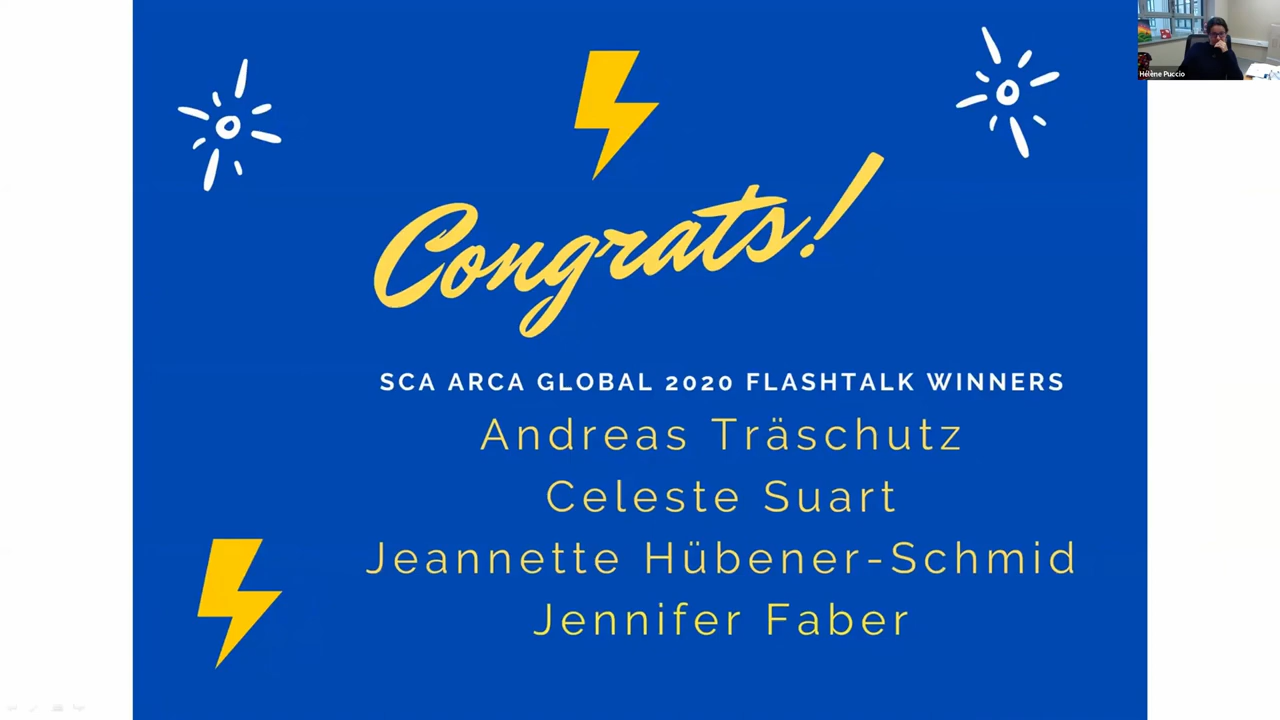 Hélène Puccio
Congrats!
SCA ARCA GLOBAL 2020 FLASHTALK WINNERS
Andreas Träschutz
Celeste Suart
Jeannette Hübener-Schmid
Jennifer Faber